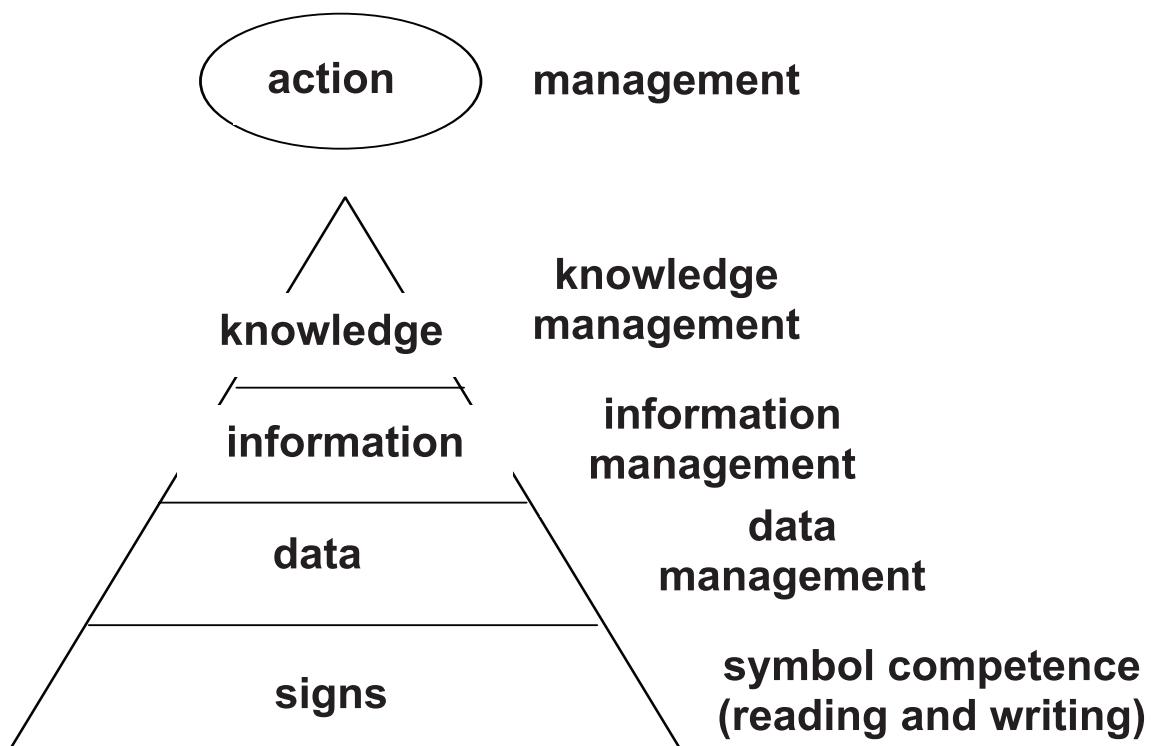 action
management
knowledge
management
knowledge
information
management
information
data
management
data
symbol competence
(reading and writing)
signs